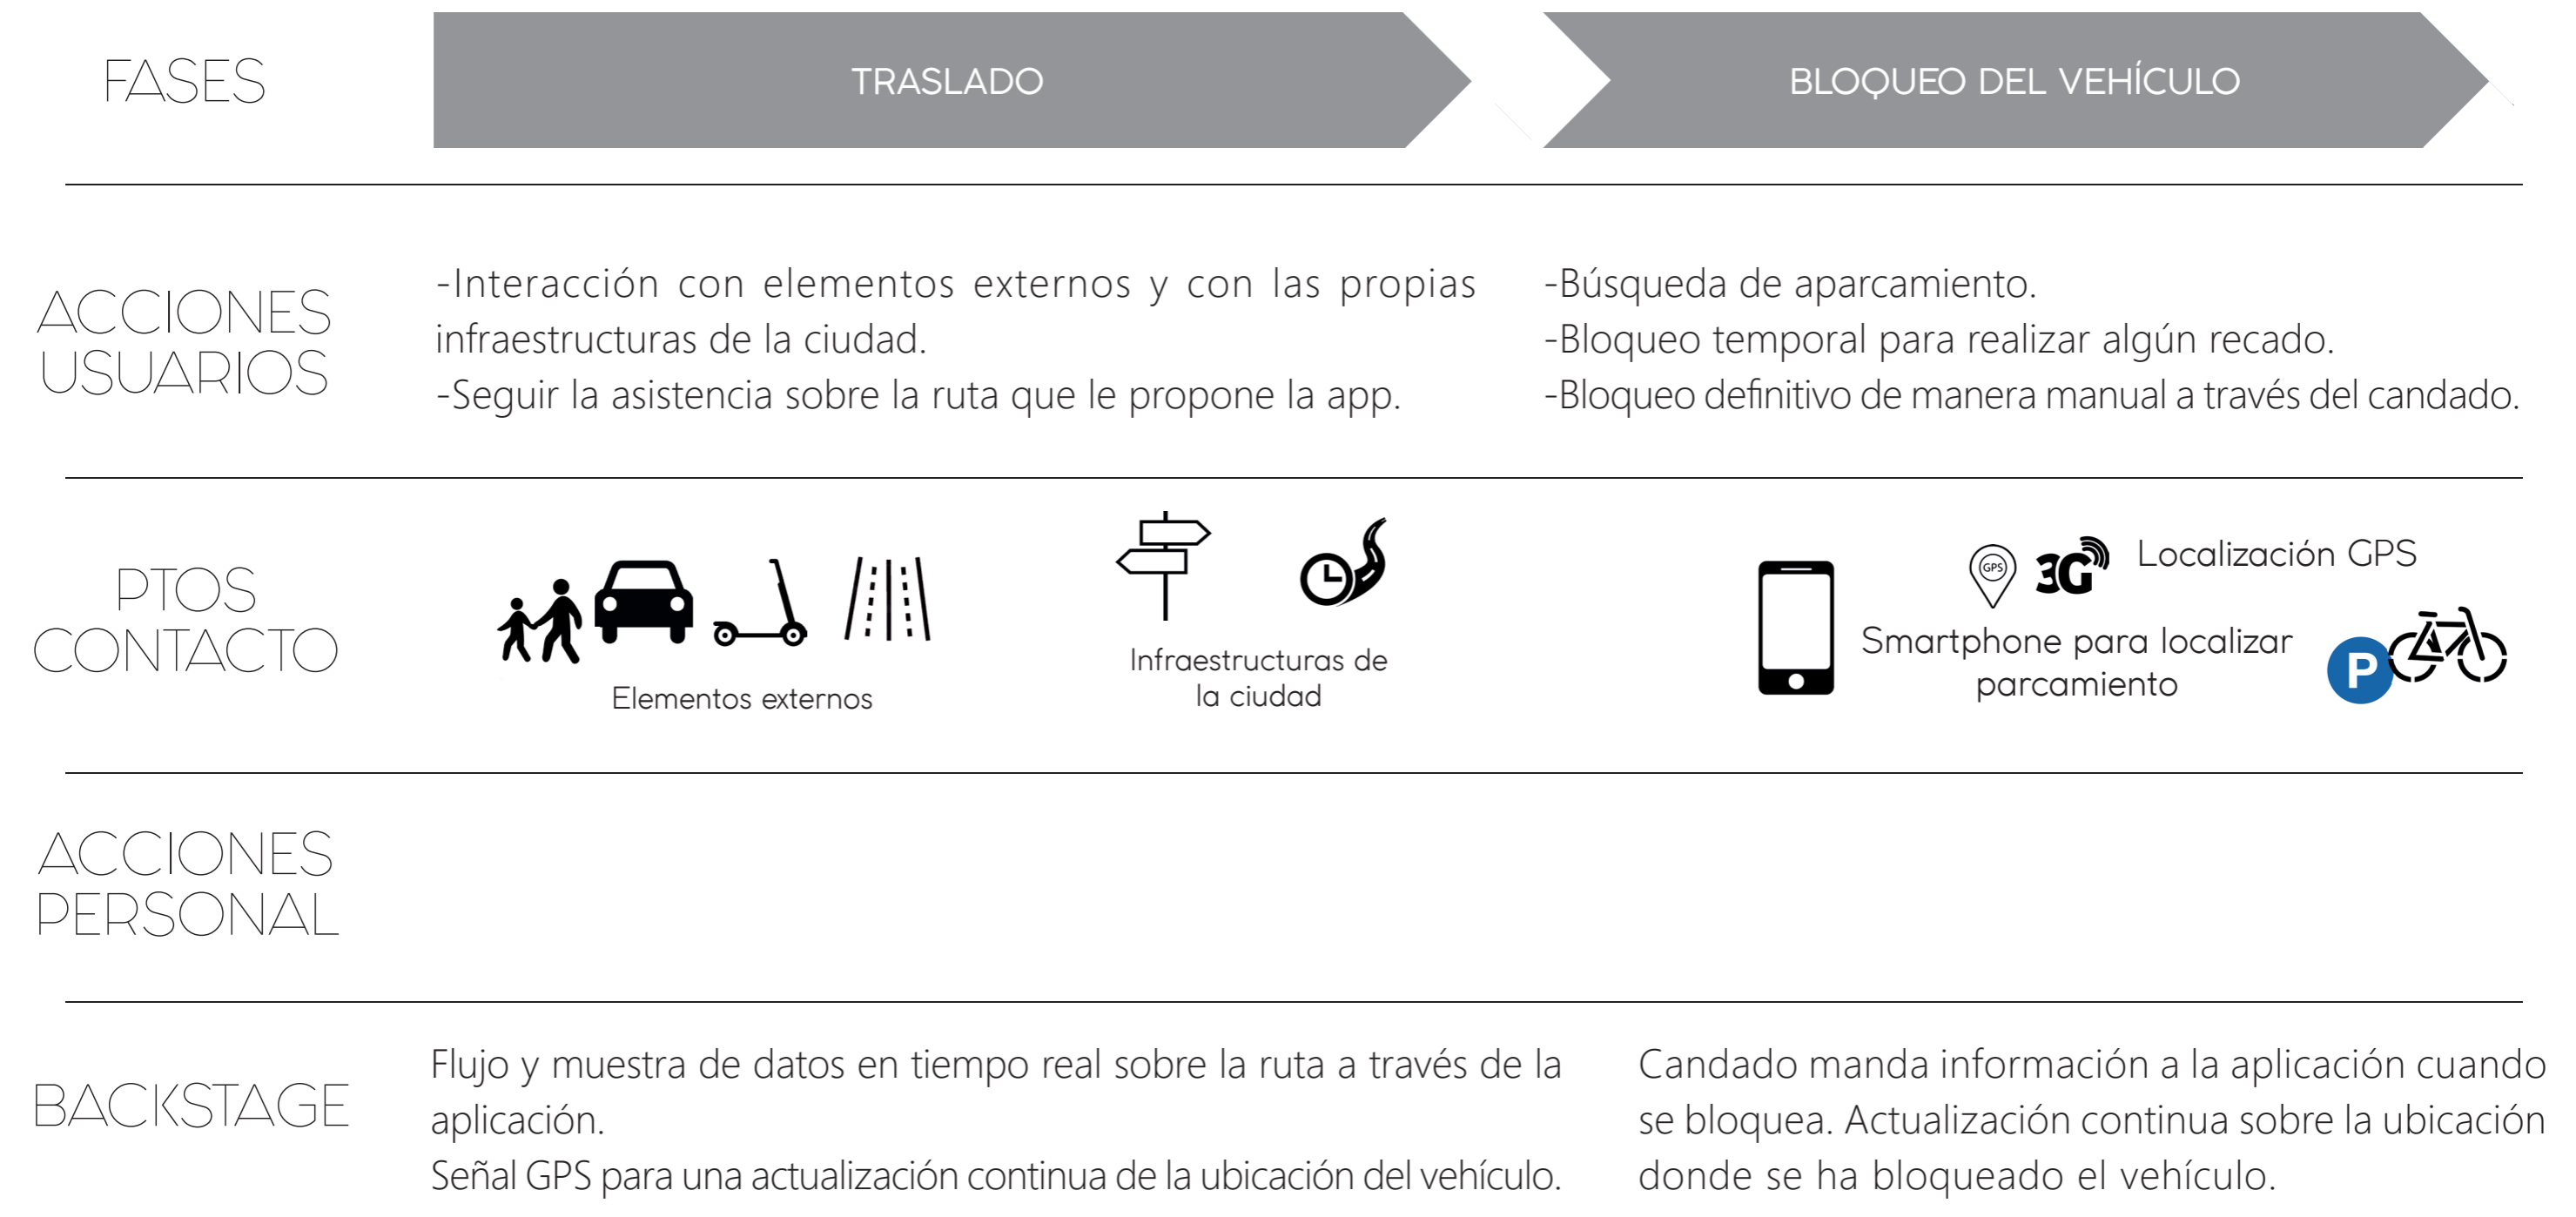 FASES
TRASLADO
BLOQUEO DEL VEHÍCULO
ACCIONES
USUARIOS
-Interacción con elementos externos y con las propias
infraestructuras de la ciudad.
-Seguir la asistencia sobre la ruta que le propone la app.
-Búsqueda de aparcamiento.
-Bloqueo temporal para realizar algún recado.
-Bloqueo definitivo de manera manual a través del candado.
PTOS
CONTACTO
Elementos externos
Infraestructuras de
la ciudad
GPS
3G
Localización GPS
Smartphone para localizar
parcamiento
P
ACCIONES
PERSONAL
BACKSTAGE
Flujo y muestra de datos en tiempo real sobre la ruta a través de la
aplicación.
Señal GPS para una actualización continua de la ubicación del vehículo.
Candado manda información a la aplicación cuando
se bloquea. Actualización continua sobre la ubicación
donde se ha bloqueado el vehículo.